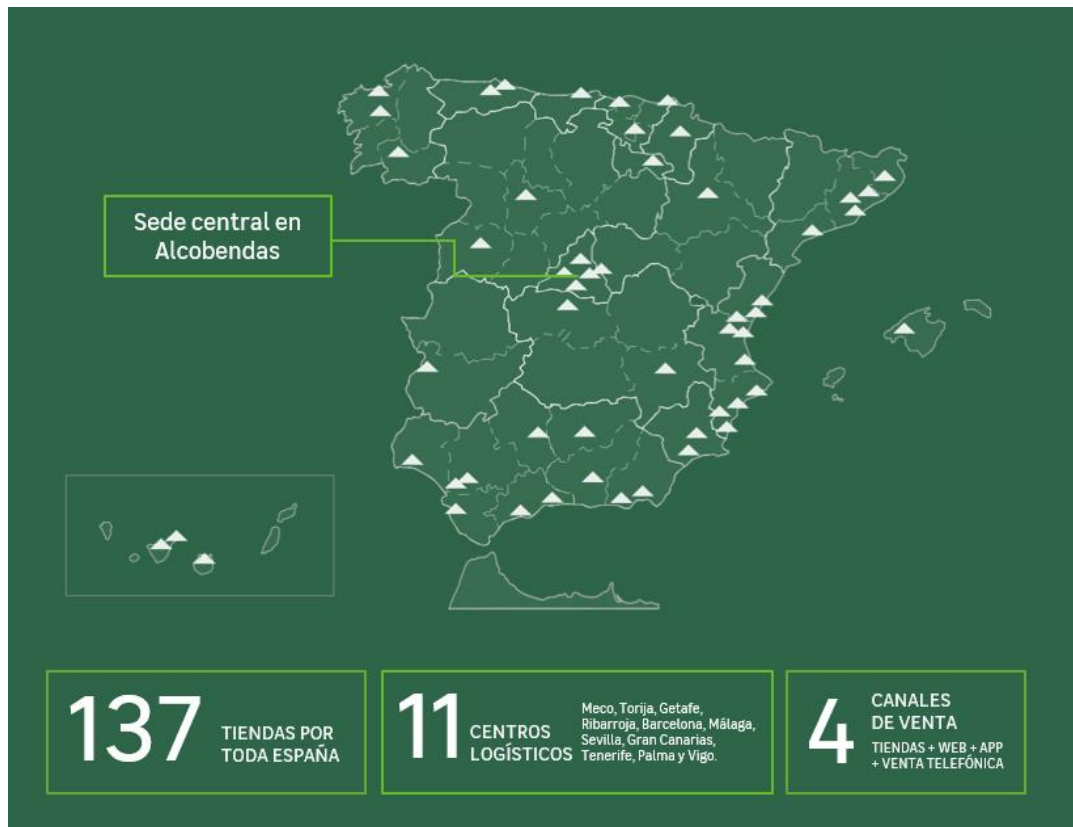 Sede central en
Alcobendas
137
TIENDAS POR
TODA ESPAÑA
11
CENTROS
LOGÍSTICOS
Meco, Torija, Getafe,
Ribarroja, Barcelona, Málaga,
Sevilla, Gran Canarias,
Tenerife, Palma y Vigo.
4
CANALES
DE VENTA
TIENDAS + WEB + APP
+ VENTA TELEFÓNICA